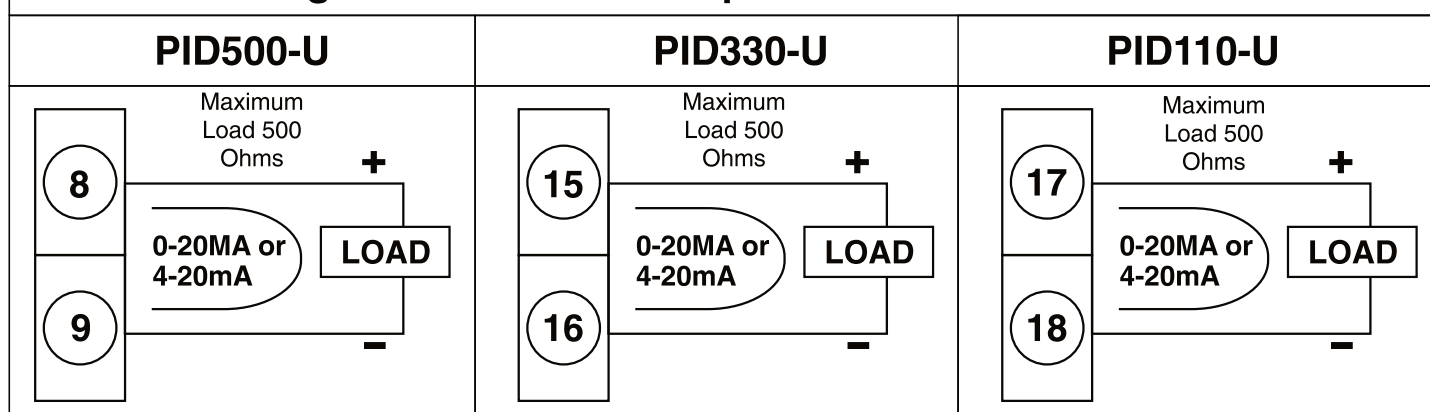 PID500-U
PID330-U
PID110-U
Maximum
Load 500
Ohms
+
8
0-20MA or
4-20mA
LOAD
9
-
Maximum
Load 500
Ohms
+
15
0-20MA or
4-20mA
LOAD
16
-
Maximum
Load 500
Ohms
+
17
0-20MA or
4-20mA
LOAD
18
-